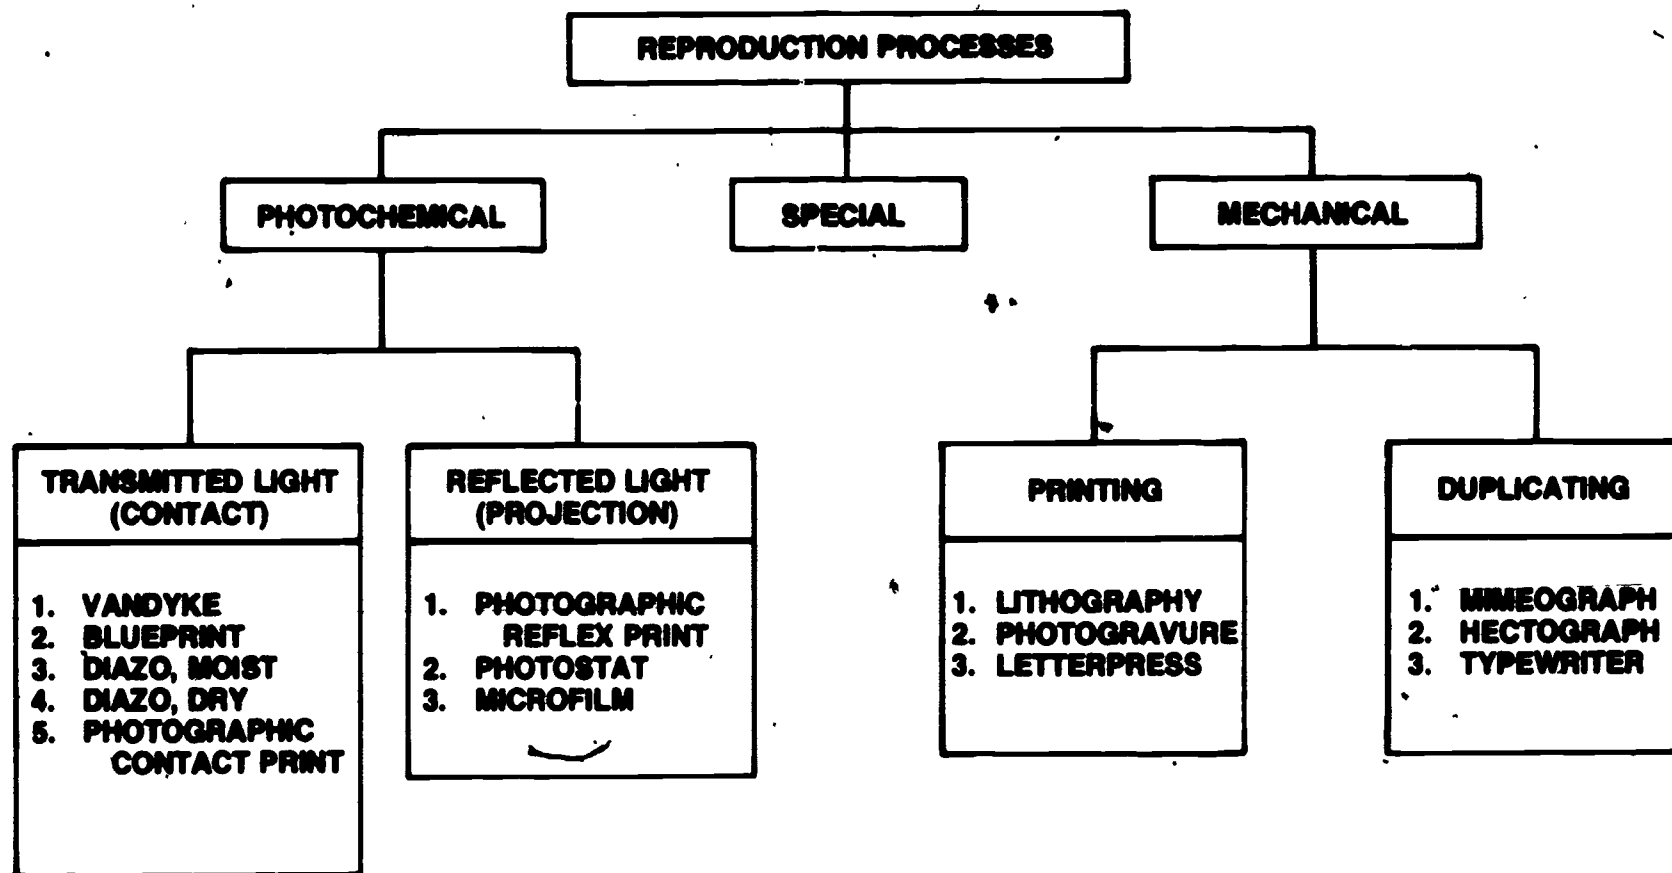 REPRODUCTION PROCESSES
PHOTOCHEMICAL
SPECIAL
MECHANICAL
TRANSMITTED LIGHT
(CONTACT)
1. VANDYKE
2. BLUEPRINT
3. DIAZO, MOIST
4. DIAZO, DRY
5. PHOTOGRAPHIC
CONTACT PRINT
REFLECTED LIGHT
(PROJECTION)
1. PHOTOGRAPHIC
REFLEX PRINT
2. PHOTOSTAT
3. MICROFILM
PRINTING
1. LITHOGRAPHY
2. PHOTOGRAVURE
3. LETTERPRESS
DUPLICATING
1. MIMEOGRAPH
2. HECTOGRAPH
3. TYPEWRITER